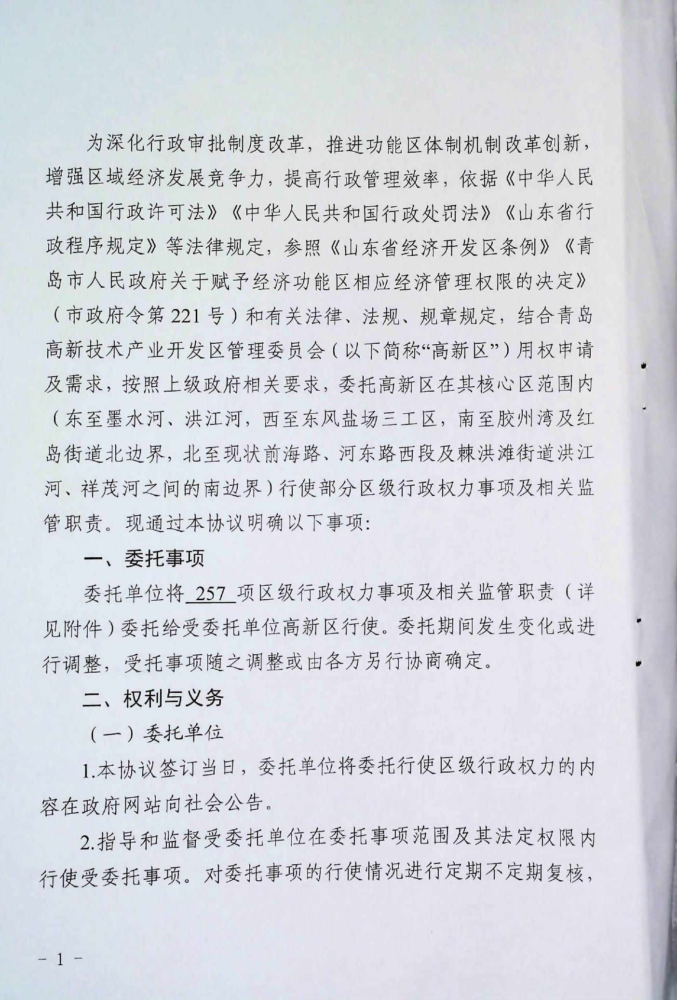 为深化行政审批制度改革，推进功能区体制机制改革创新，
增强区域经济发展竞争力，提高行政管理效率，依据《中华人民
共和国行政许可法》《中华人民共和国行政处罚法》《山东省行
政程序规定》等法律规定，参照《山东省经济开发区条例》《青
岛市人民政府关于赋予经济功能区相应经济管理权限的决定》
（市政府令第 221 号）和有关法律、法规、规章规定，结合青岛
高新技术产业开发区管理委员会（以下简称“高新区”）用权申请
及需求，按照上级政府相关要求，委托高新区在其核心区范围内
（东至墨水河、洪江河，西至东风盐场三工区，南至胶州湾及红
岛街道北边界，北至现状前海路、河东路西段及棘洪滩街道洪江
河、祥茂河之间的南边界）行使部分区级行政权力事项及相关监
管职责。现通过本协议明确以下事项：
一、委托事项
委托单位将 257 项区级行政权力事项及相关监管职责（详
见附件）委托给受委托单位高新区行使。委托期间发生变化或进
行调整，受托事项随之调整或由各方另行协商确定。
二、权利与义务
（一）委托单位
1.本协议签订当日，委托单位将委托行使区级行政权力的内
容在政府网站向社会公告。
2.指导和监督受委托单位在委托事项范围及其法定权限内
行使受委托事项。对委托事项的行使情况进行定期不定期复核，
- 1 -